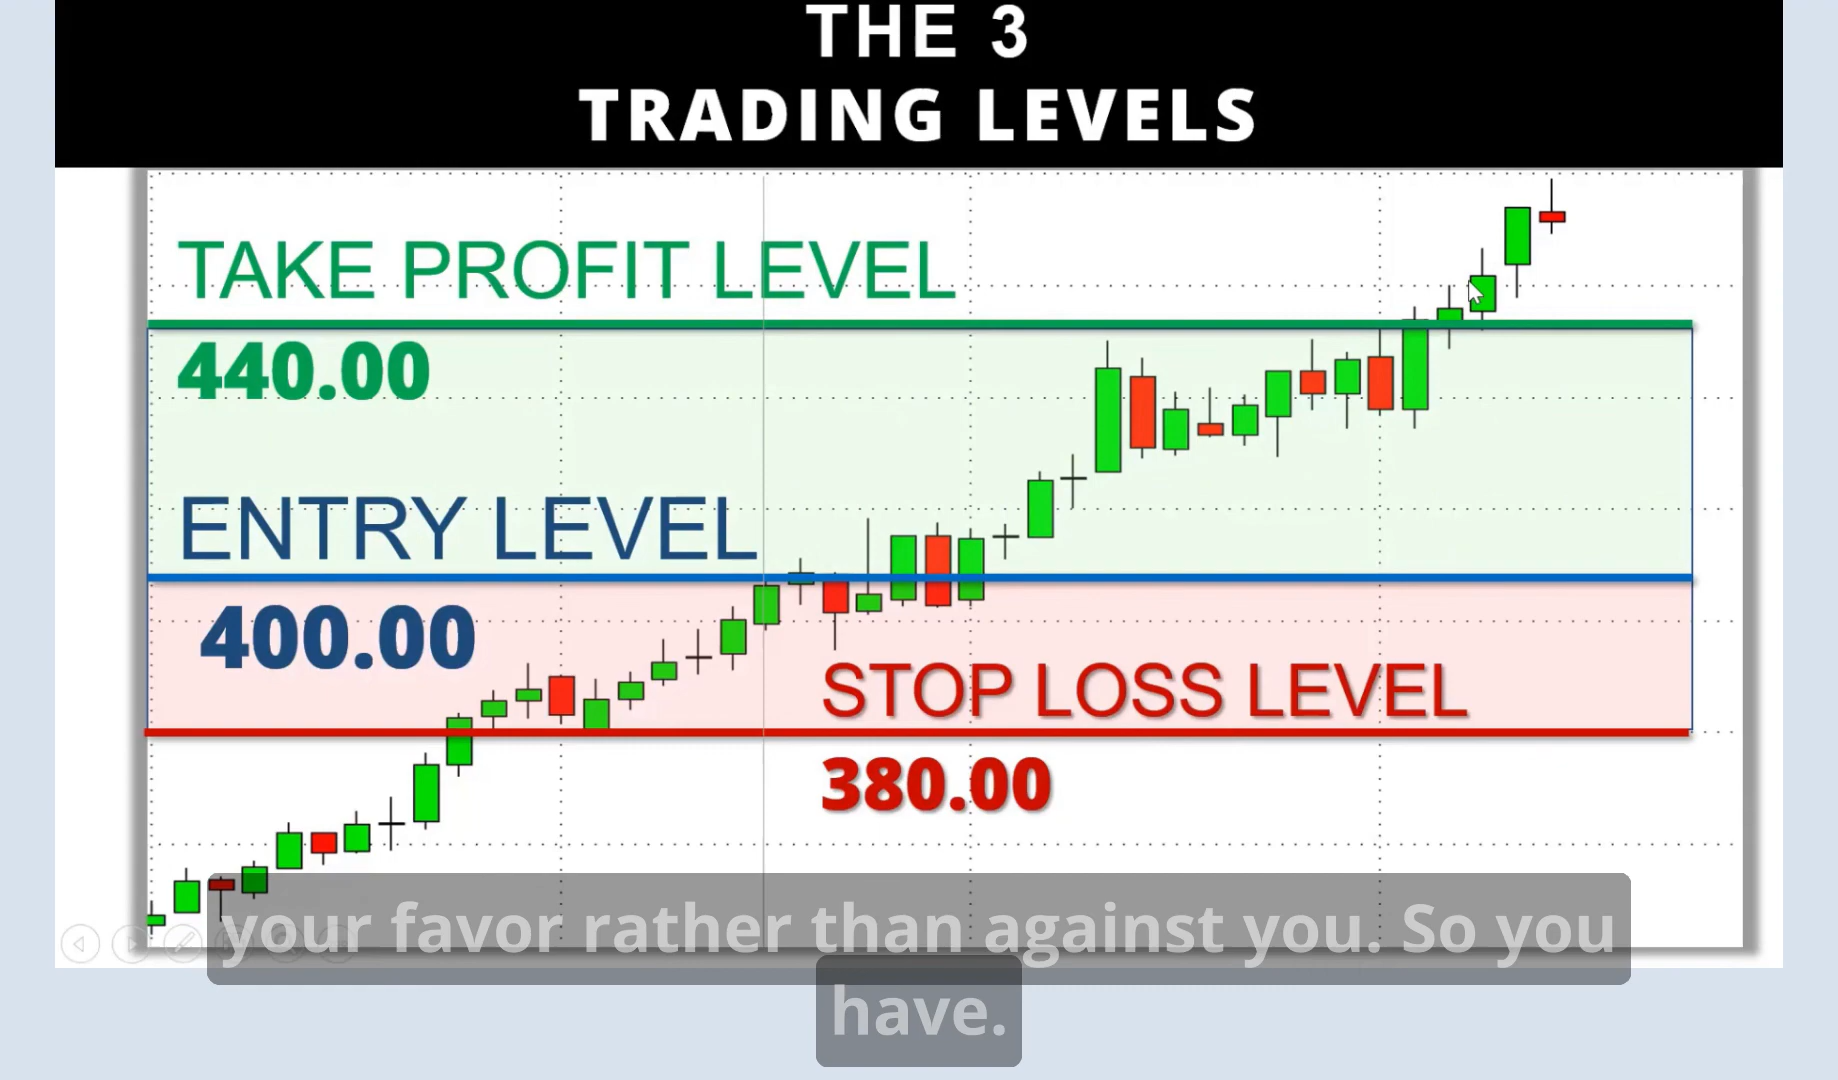 THE 3
TRADING LEVELS
TAKE PROFIT LEVEL
440.00
ENTRY LEVEL
400.00
STOP LOSS LEVEL
380.00
your favor rather than against you. So you
have.